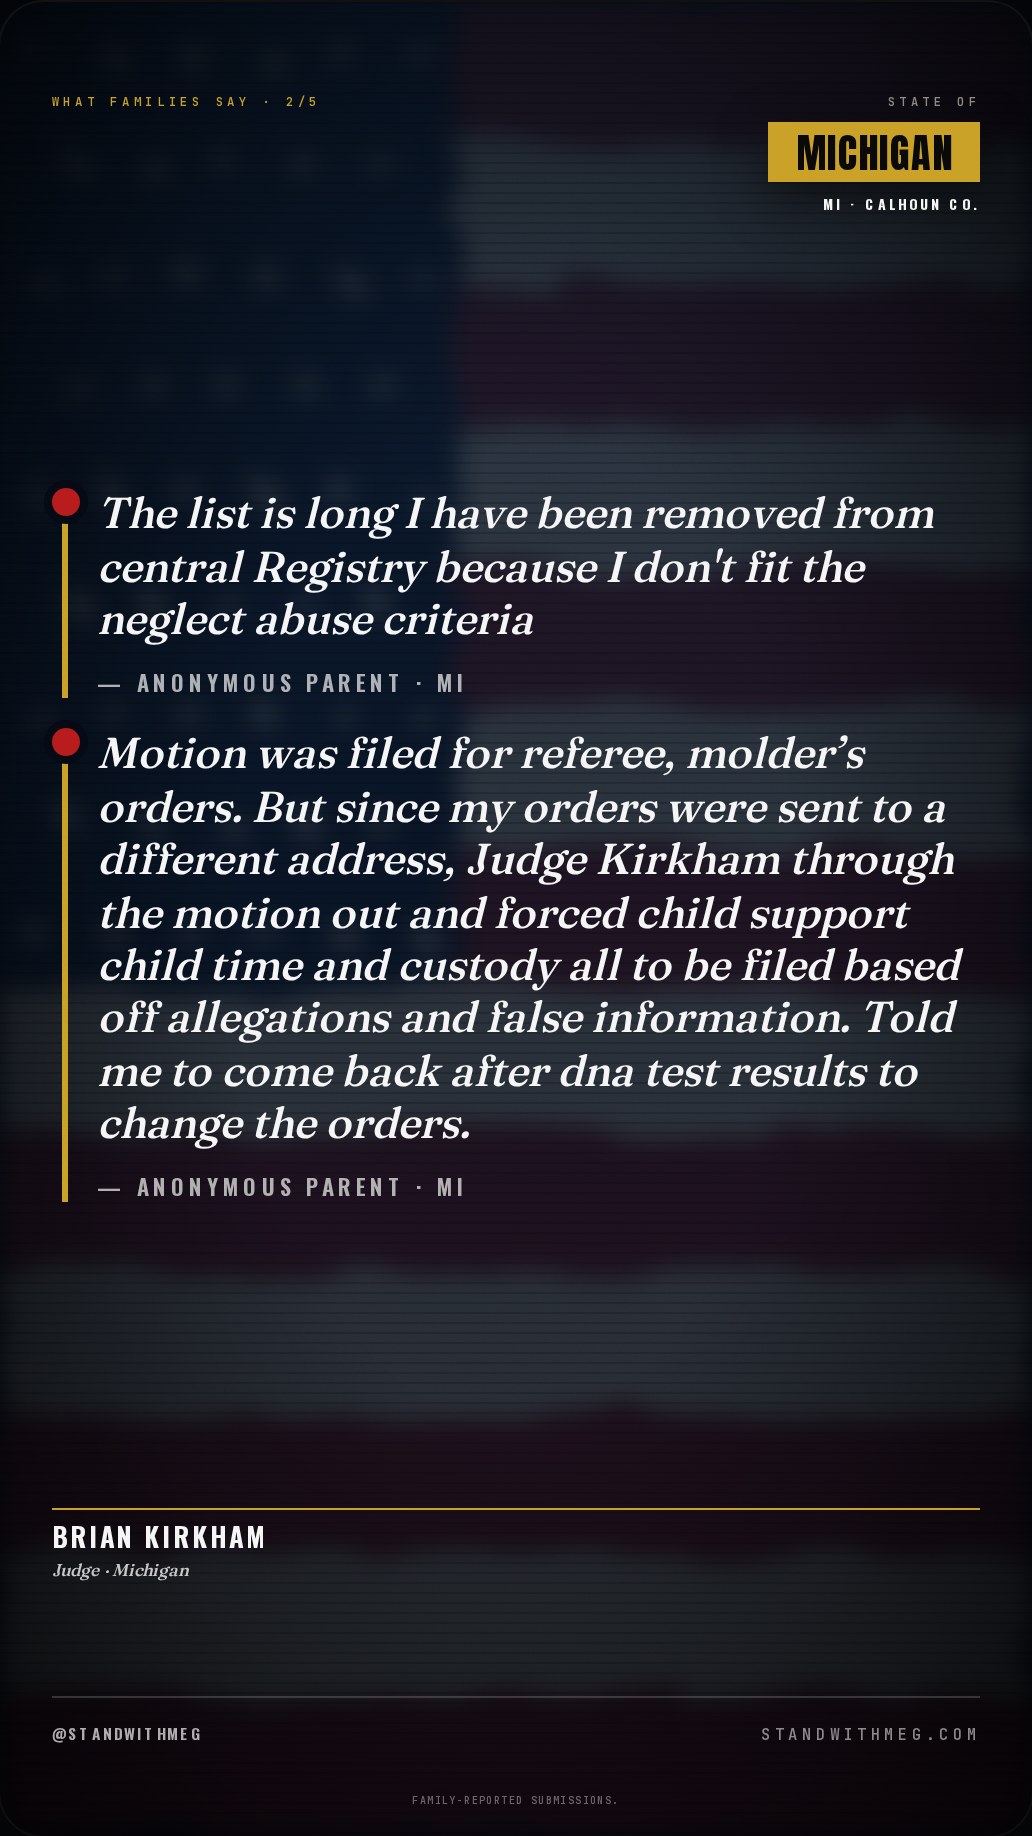 WHAT FAMILIES SAY · 2/5
STATE OF
MICHIGAN
MI · CALHOUN CO.
The list is long I have been removed from
central Registry because I don't fit the
neglect abuse criteria
— ANONYMOUS PARENT · MI
Motion was filed for referee, molder’s
orders. But since my orders were sent to a
different address, Judge Kirkham through
the motion out and forced child support
child time and custody all to be filed based
off allegations and false information. Told
me to come back after dna test results to
change the orders.
— ANONYMOUS PARENT · MI
BRIAN KIRKHAM
Judge · Michigan
@STANDWITHMEG
STANDWITHMEG.COM
FAMILY-REPORTED SUBMISSIONS.